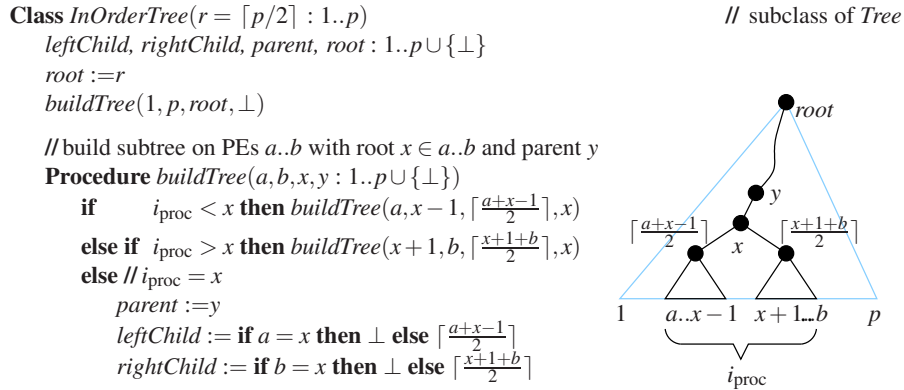 Class InOrderTree(r = ⌈p/2⌉ : 1..p) // subclass of Tree
leftChild, rightChild, parent, root : 1..p ∪ {⊥}
root := r
buildTree(1, p, root, ⊥)
// build subtree on PEs a..b with root x ∈ a..b and parent y
Procedure buildTree(a, b, x, y : 1..p ∪ {⊥})
if i_proc < x then buildTree(a, x − 1, ⌈(a+x−1)/2⌉, x)
else if i_proc > x then buildTree(x + 1, b, ⌈(x+1+b)/2⌉, x)
else // i_proc = x
parent := y
leftChild := if a = x then ⊥ else ⌈(a+x−1)/2⌉
rightChild := if b = x then ⊥ else ⌈(x+1+b)/2⌉
root
y
⌈(a+x−1)/2⌉ x ⌈(x+1+b)/2⌉
1 a..x − 1 x + 1..b p
i_proc